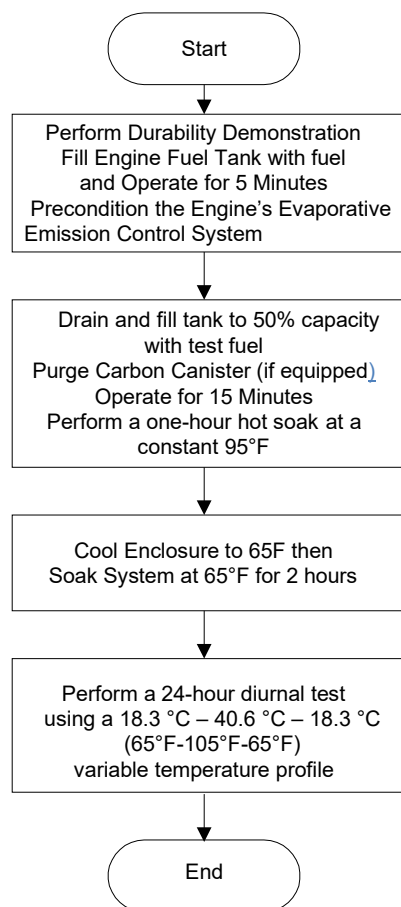 Start
Perform Durability Demonstration
Fill Engine Fuel Tank with fuel
and Operate for 5 Minutes
Precondition the Engine's Evaporative
Emission Control System
Drain and fill tank to 50% capacity
with test fuel
Purge Carbon Canister (if equipped)
Operate for 15 Minutes
Perform a one-hour hot soak at a
constant 95°F
Cool Enclosure to 65F then
Soak System at 65°F for 2 hours
Perform a 24-hour diurnal test
using a 18.3 °C – 40.6 °C – 18.3 °C
(65°F-105°F-65°F)
variable temperature profile
End